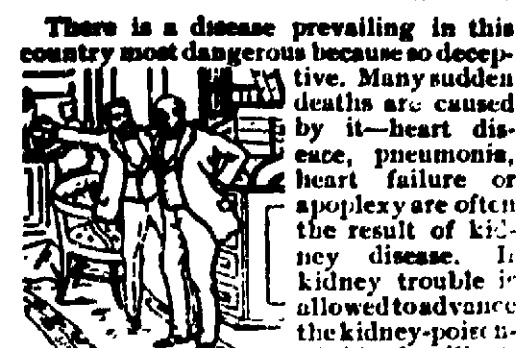 There is a disease prevailing in this
country most dangerous because so decep-
tive. Many sudden
deaths are caused
by it—heart dis-
ease, pneumonia,
heart failure or
apoplexy are often
the result of kid-
ney disease. If
kidney trouble is
allowed to advance
the kidney-poison-